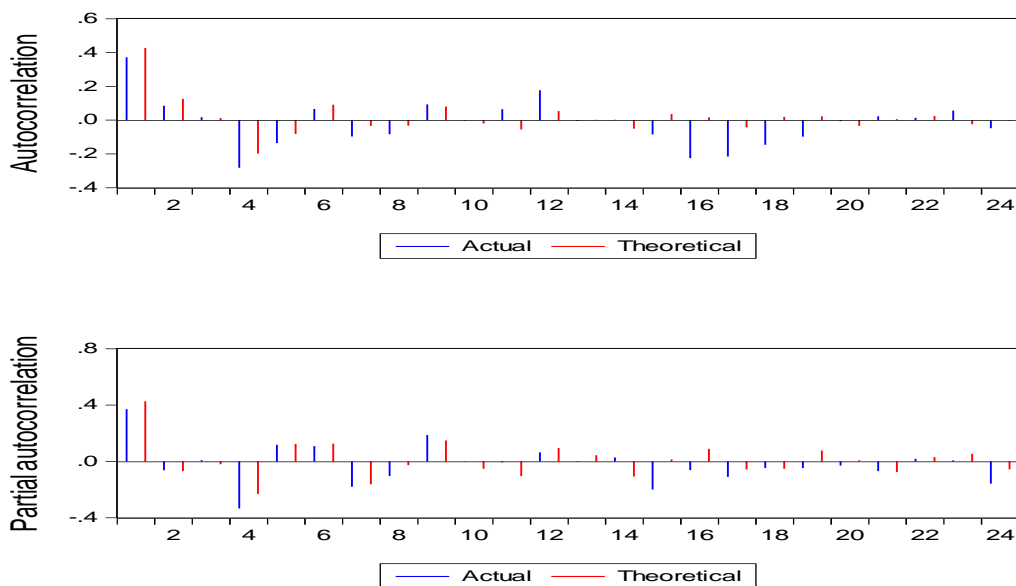 .6
.4
.2
.0
-.2
-.4
Autocorrelation
2 4 6 8 10 12 14 16 18 20 22 24
Actual Theoretical
.8
.4
.0
-.4
Partial autocorrelation
2 4 6 8 10 12 14 16 18 20 22 24
Actual Theoretical